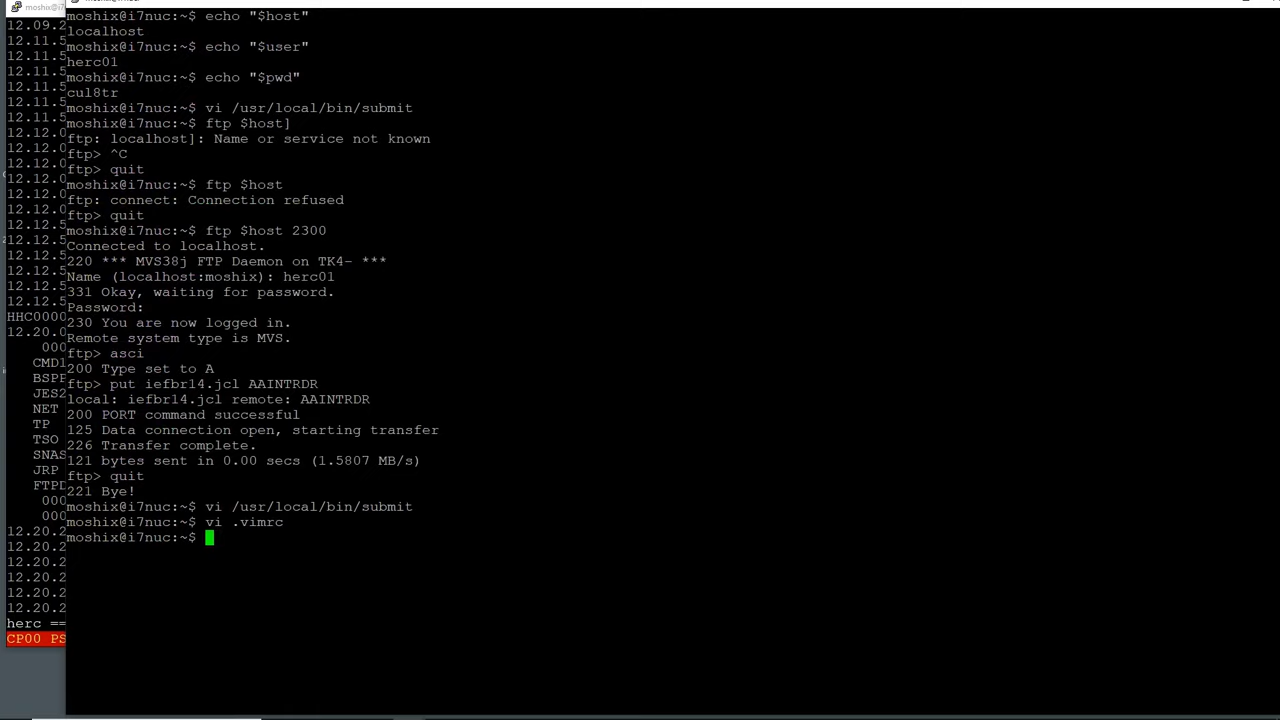 moshix@
12.09.2
12.11.5
12.11.5
12.11.5
12.11.5
12.11.5
12.11.5
12.12.0
12.12.0
12.12.0
12.12.0
12.12.0
12.12.5
12.12.5
12.12.5
12.12.5
12.12.5
12.12.5
HHC0000
12.20.0
000
CMD1
BSPP
JES2
NET
TP
TSO
SNAS
JRP
FTPD
000
000
12.20.2
12.20.2
12.20.2
12.20.2
12.20.2
12.20.2
herc ==
CP00 PS
moshix@i7nuc:~$ echo "$host"
localhost
moshix@i7nuc:~$ echo "$user"
herc01
moshix@i7nuc:~$ echo "$pwd"
cul8tr
moshix@i7nuc:~$ vi /usr/local/bin/submit
moshix@i7nuc:~$ ftp $host]
ftp: localhost]: Name or service not known
ftp> ^C
ftp> quit
moshix@i7nuc:~$ ftp $host
ftp: connect: Connection refused
ftp> quit
moshix@i7nuc:~$ ftp $host 2300
Connected to localhost.
220 *** MVS38j FTP Daemon on TK4- ***
Name (localhost:moshix): herc01
331 Okay, waiting for password.
Password:
230 You are now logged in.
Remote system type is MVS.
ftp> asci
200 Type set to A
ftp> put iefbr14.jcl AAINTRDR
local: iefbr14.jcl remote: AAINTRDR
200 PORT command successful
125 Data connection open, starting transfer
226 Transfer complete.
121 bytes sent in 0.00 secs (1.5807 MB/s)
ftp> quit
221 Bye!
moshix@i7nuc:~$ vi /usr/local/bin/submit
moshix@i7nuc:~$ vi .vimrc
moshix@i7nuc:~$